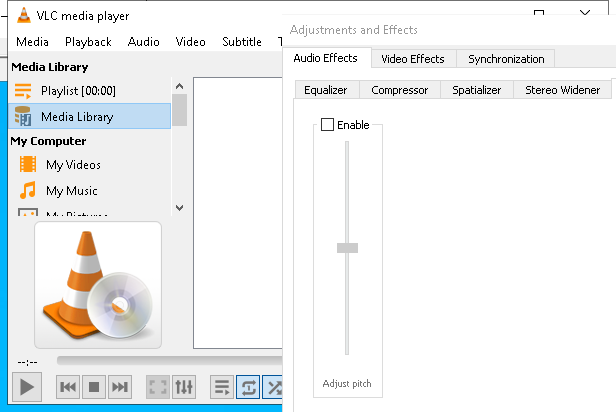 VLC media player
Media Playback Audio Video Subtitle
Media Library
Playlist [00:00]
Media Library
My Computer
My Videos
My Music
My Pictures
--:--
Adjustments and Effects
Audio Effects Video Effects Synchronization
Equalizer Compressor Spatializer Stereo Widener
Enable
Adjust pitch